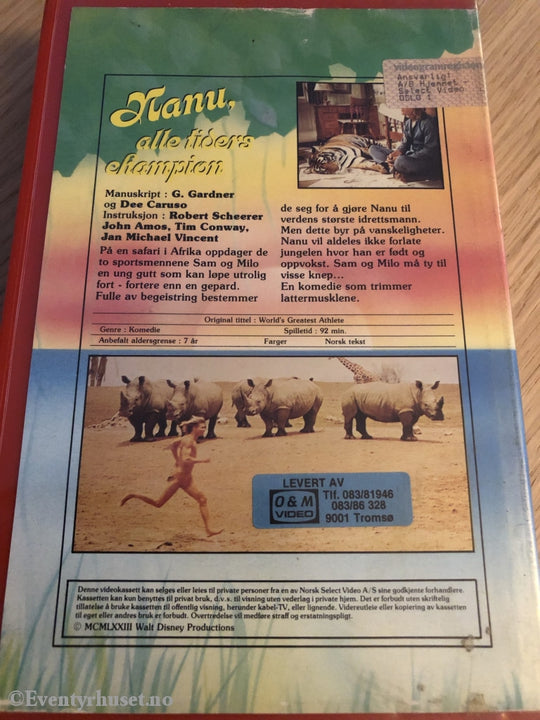 videogramregisteret
Ansvarlig:
A/S Hjemmet -
Select Video
OSLO 1
Nanu,
alle tiders
champion
Manuskript : G. Gardner
og Dee Caruso
Instruksjon : Robert Scheerer
John Amos, Tim Conway,
Jan Michael Vincent
På en safari i Afrika oppdager de
to sportsmennene Sam og Milo
en ung gutt som kan løpe utrolig
fort - fortere enn en gepard.
Fulle av begeistring bestemmer
de seg for å gjøre Nanu til
verdens største idrettsmann.
Men dette byr på vanskeligheter.
Nanu vil aldeles ikke forlate
jungelen hvor han er født og
oppvokst. Sam og Milo må ty til
visse knep...
En komedie som trimmer
lattermusklene.
Original tittel : World's Greatest Athlete
Genre : Komedie Spilletid : 92 min.
Anbefalt aldersgrense : 7 år Farger Norsk tekst
LEVERT AV
O & M VIDEO
Tlf. 083/81946
083/86 328
9001 Tromsø
Denne videokassett kan selges eller leies til private personer fra en av Norsk Select Video A/S sine godkjente forhandlere.
Kassetten kan kun benyttes til privat bruk, d.v.s. til visning uten vederlag i private hjem. Det er forbudt uten skriftlig
tillatelse å bruke kassetten til offentlig visning, herunder kabel-TV, eller lignende. Videreutleie eller kopiering av kassetten
til eget eller andres bruk er forbudt. Overtredelse vil medføre straff og erstatningspligt.
© MCMLXXIII Walt Disney Productions
©Eventyrhuset.no